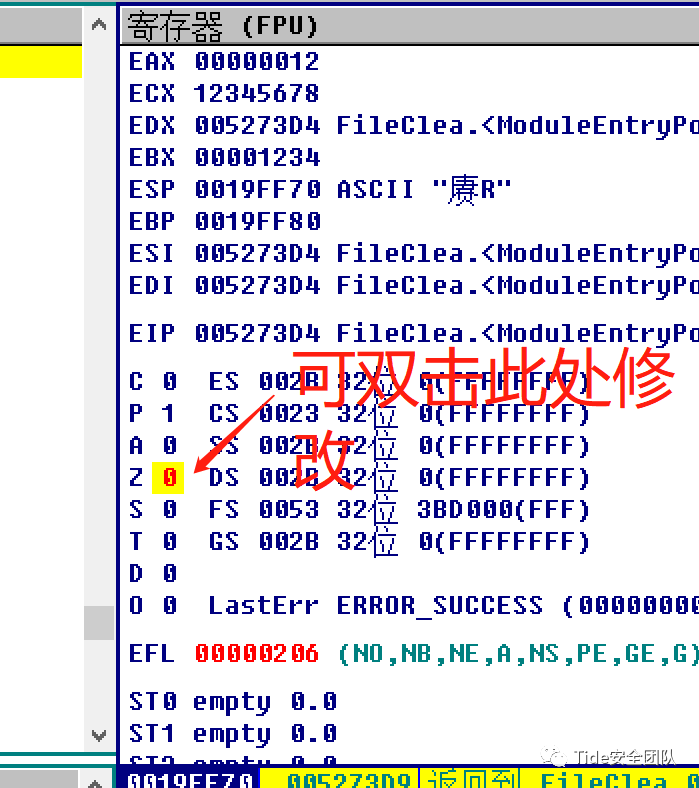 寄存器 (FPU)
EAX 00000012
ECX 12345678
EDX 005273D4 FileClea.<ModuleEntryPo
EBX 00001234
ESP 0019FF70 ASCII "赓R"
EBP 0019FF80
ESI 005273D4 FileClea.<ModuleEntryPo
EDI 005273D4 FileClea.<ModuleEntryPo
EIP 005273D4 FileClea.<ModuleEntryPo
可双击此处修
改
C 0 ES 002B 32位 0(FFFFFFFF)
P 1 CS 0023 32位 0(FFFFFFFF)
A 0 SS 002B 32位 0(FFFFFFFF)
Z 0 DS 002B 32位 0(FFFFFFFF)
S 0 FS 0053 32位 3BD000(FFF)
T 0 GS 002B 32位 0(FFFFFFFF)
D 0
O 0 LastErr ERROR_SUCCESS (00000000
EFL 00000206 (NO,NB,NE,A,NS,PE,GE,G)
ST0 empty 0.0
ST1 empty 0.0
ST2 empty 0.0
Tide安全团队
0019FF70 005273D9 返回到 FileClea.0